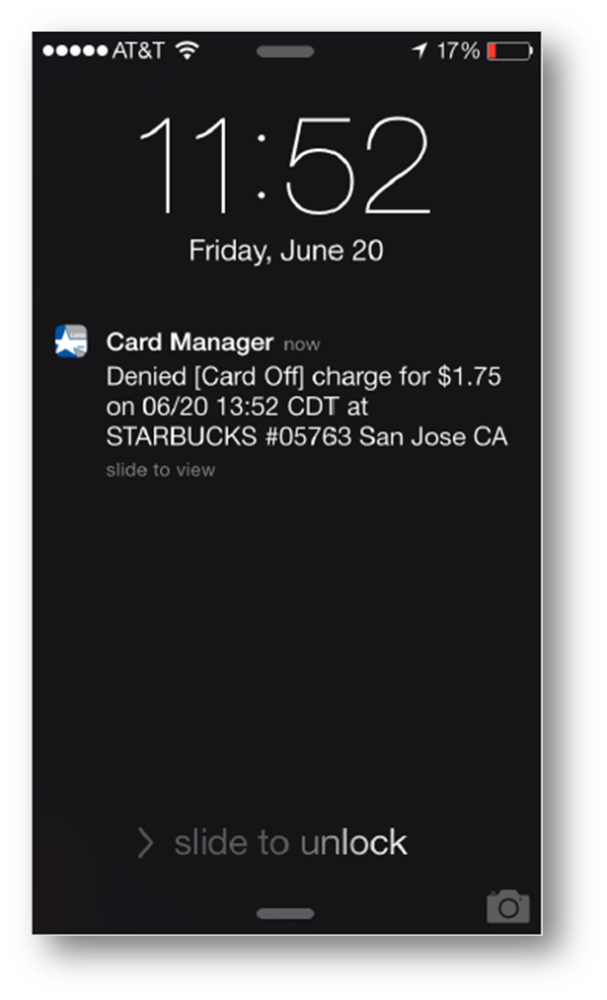 AT&T 17%
11:52
Friday, June 20
Card Manager now
Denied [Card Off] charge for $1.75
on 06/20 13:52 CDT at
STARBUCKS #05763 San Jose CA
slide to view
> slide to unlock